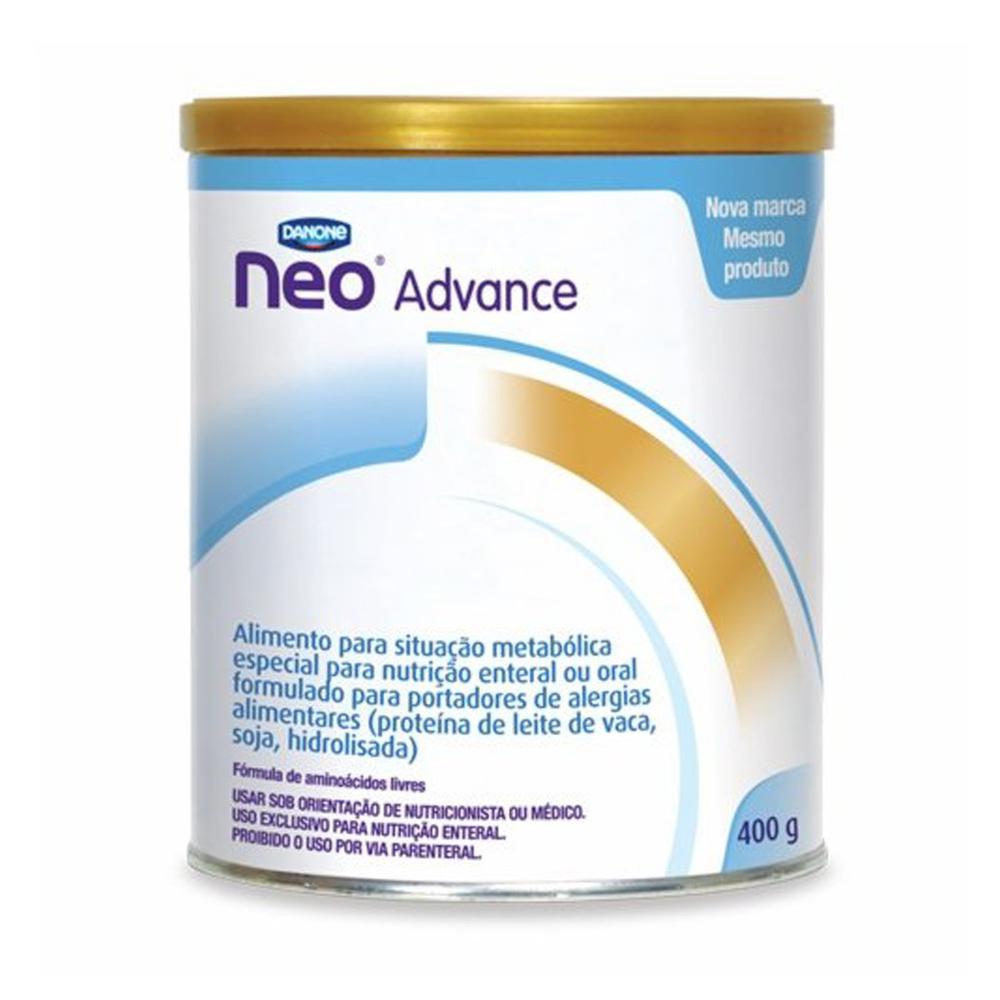 Nova marca
Mesmo
produto
DANONE
neo® Advance
Alimento para situação metabólica
especial para nutrição enteral ou oral
formulado para portadores de alergias
alimentares (proteína de leite de vaca,
soja, hidrolisada)
Fórmula de aminoácidos livres
USAR SOB ORIENTAÇÃO DE NUTRICIONISTA OU MÉDICO.
USO EXCLUSIVO PARA NUTRIÇÃO ENTERAL.
PROIBIDO O USO POR VIA PARENTERAL.
400 g